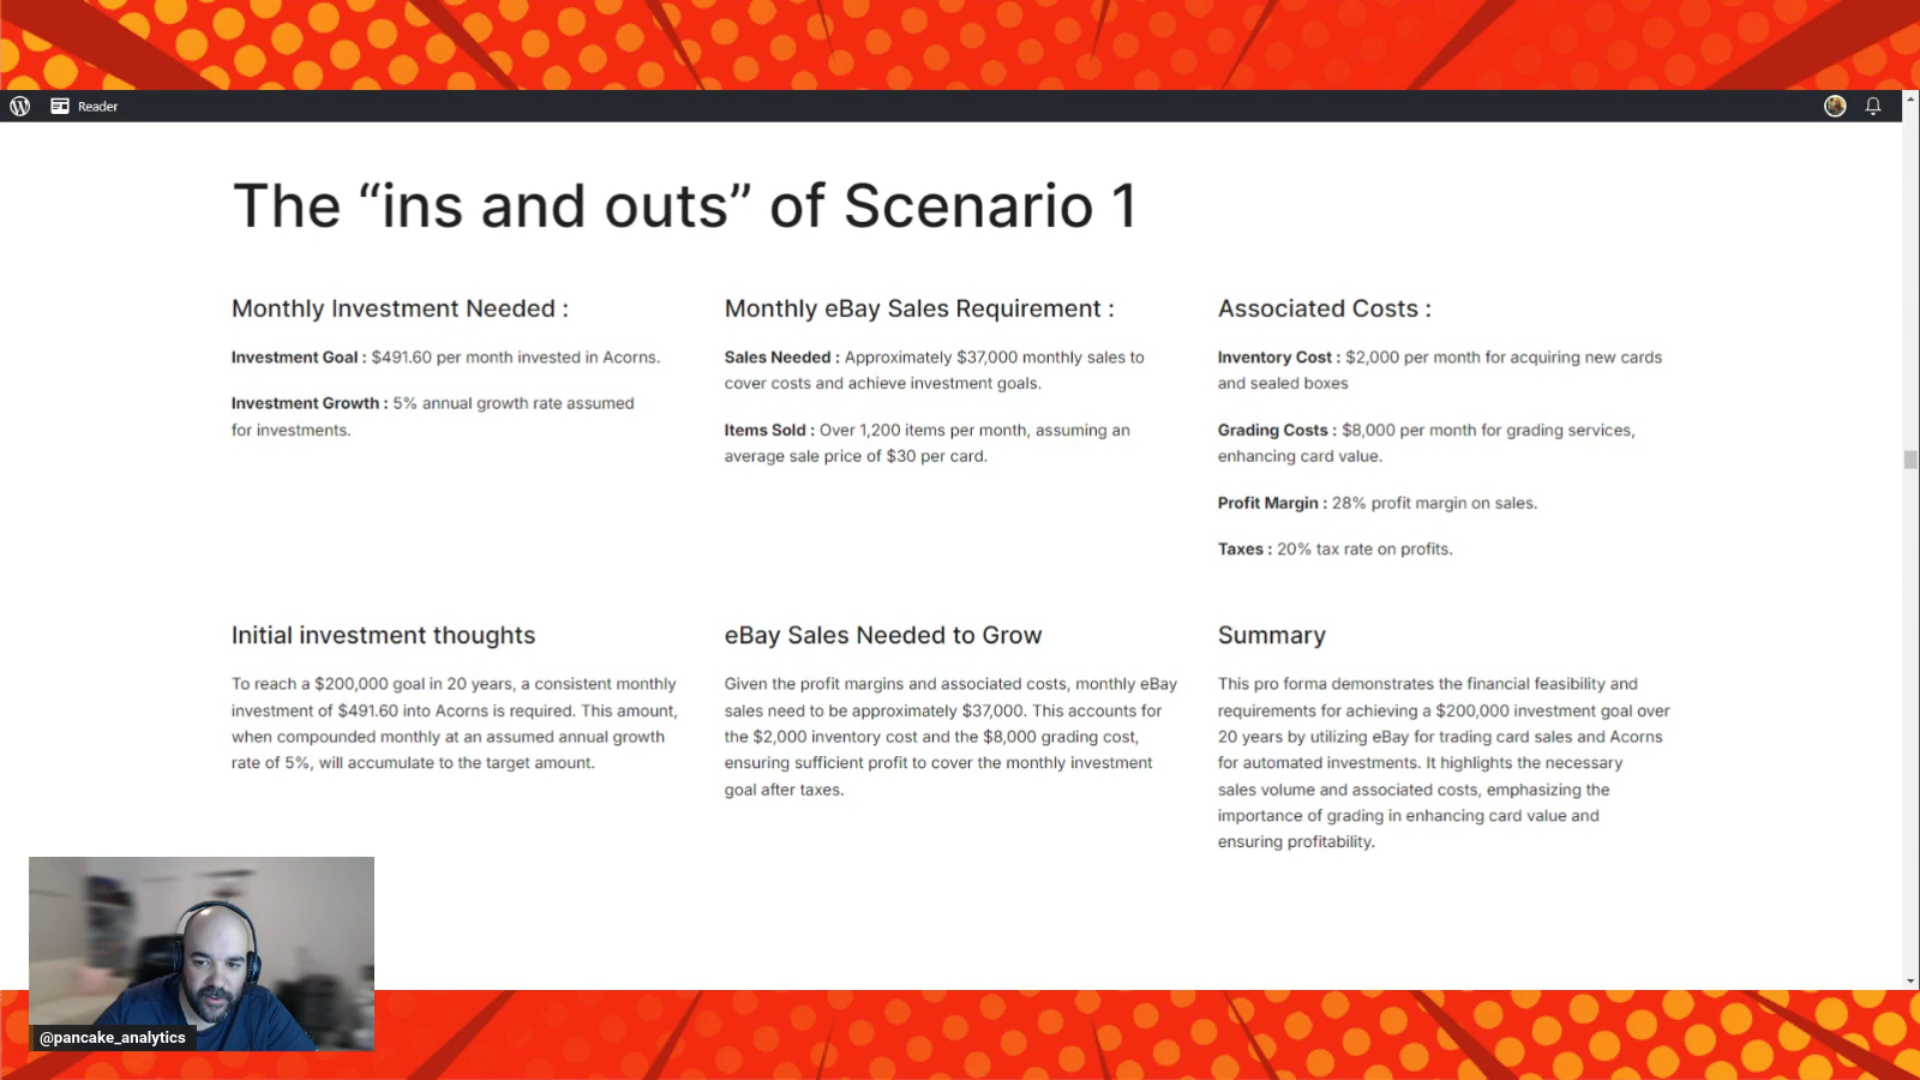 Reader
The “ins and outs” of Scenario 1
Monthly Investment Needed :
Investment Goal : $491.60 per month invested in Acorns.
Investment Growth : 5% annual growth rate assumed
for investments.
Monthly eBay Sales Requirement :
Sales Needed : Approximately $37,000 monthly sales to
cover costs and achieve investment goals.
Items Sold : Over 1,200 items per month, assuming an
average sale price of $30 per card.
Associated Costs :
Inventory Cost : $2,000 per month for acquiring new cards
and sealed boxes
Grading Costs : $8,000 per month for grading services,
enhancing card value.
Profit Margin : 28% profit margin on sales.
Taxes : 20% tax rate on profits.
Initial investment thoughts
To reach a $200,000 goal in 20 years, a consistent monthly
investment of $491.60 into Acorns is required. This amount,
when compounded monthly at an assumed annual growth
rate of 5%, will accumulate to the target amount.
eBay Sales Needed to Grow
Given the profit margins and associated costs, monthly eBay
sales need to be approximately $37,000. This accounts for
the $2,000 inventory cost and the $8,000 grading cost,
ensuring sufficient profit to cover the monthly investment
goal after taxes.
Summary
This pro forma demonstrates the financial feasibility and
requirements for achieving a $200,000 investment goal over
20 years by utilizing eBay for trading card sales and Acorns
for automated investments. It highlights the necessary
sales volume and associated costs, emphasizing the
importance of grading in enhancing card value and
ensuring profitability.
@pancake_analytics